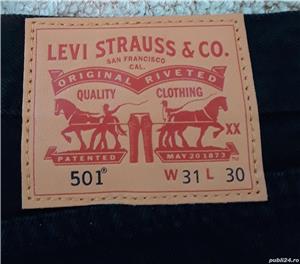 LEVI STRAUSS & CO.
SAN FRANCISCO
CAL.
ORIGINAL RIVETED
QUALITY CLOTHING
XX
PATENTED MAY 20 1873
501® W 31 L 30
publi24.ro